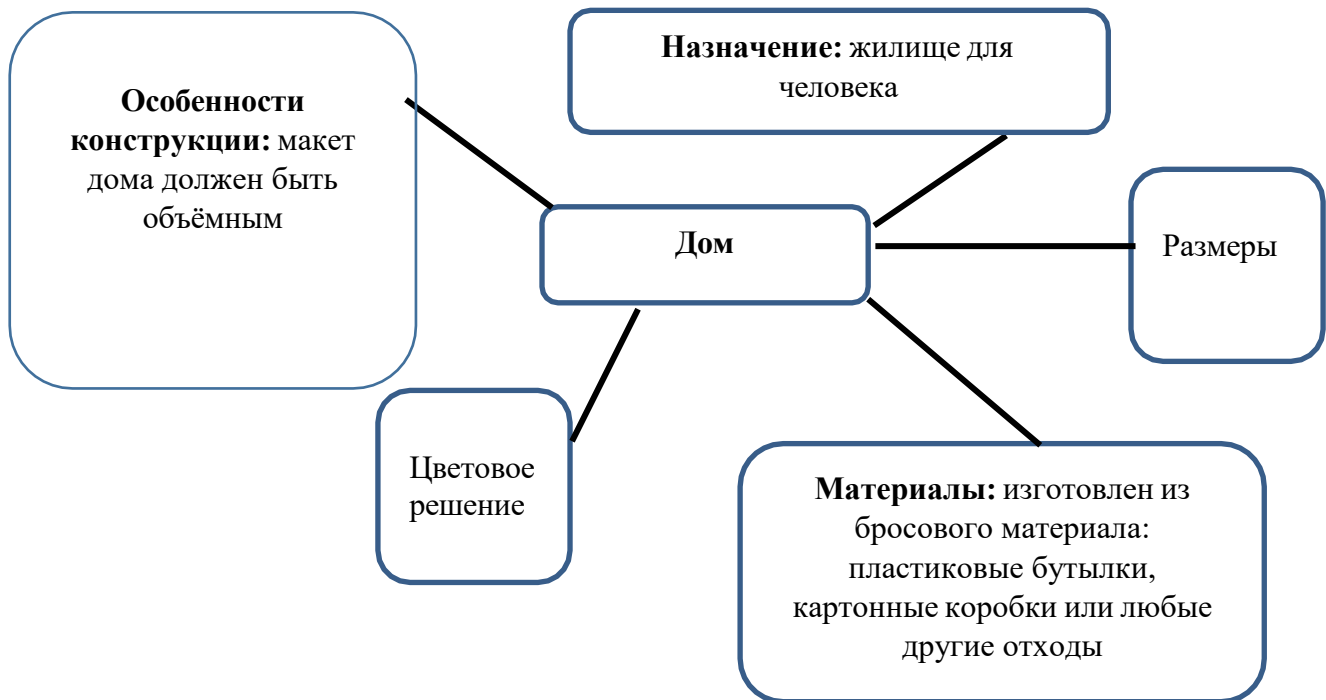 Особенности
конструкции: макет
дома должен быть
объёмным
Назначение: жилище для
человека
Дом
Размеры
Цветовое
решение
Материалы: изготовлен из
бросового материала:
пластиковые бутылки,
картонные коробки или любые
другие отходы